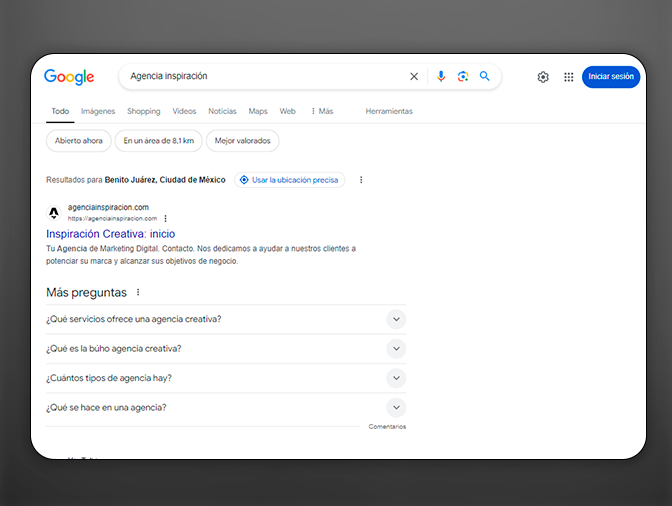 Google
Agencia inspiración
Iniciar sesión
Todo Imágenes Shopping Videos Noticias Maps Web Más Herramientas
Abierto ahora En un área de 8,1 km Mejor valorados
Resultados para Benito Juárez, Ciudad de México Usar la ubicación precisa
agenciainspiracion.com
https://agenciainspiracion.com
Inspiración Creativa: inicio
Tu Agencia de Marketing Digital. Contacto. Nos dedicamos a ayudar a nuestros clientes a
potenciar su marca y alcanzar sus objetivos de negocio.
Más preguntas
¿Qué servicios ofrece una agencia creativa?
¿Qué es la búho agencia creativa?
¿Cuántos tipos de agencia hay?
¿Qué se hace en una agencia?
Comentarios